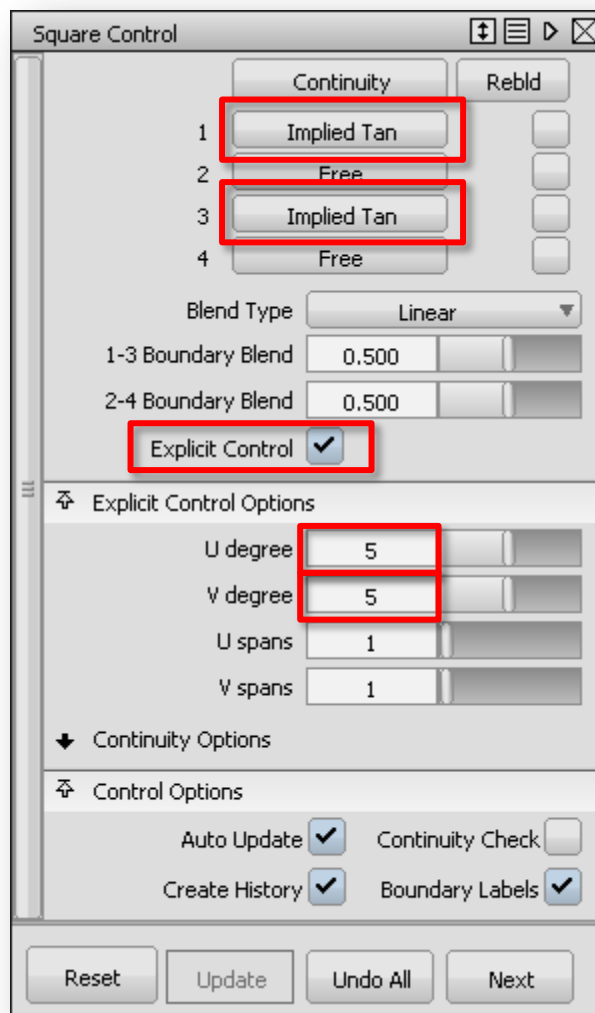 Square Control
Continuity Rebld
1 Implied Tan
2 Free
3 Implied Tan
4 Free
Blend Type Linear
1-3 Boundary Blend 0.500
2-4 Boundary Blend 0.500
Explicit Control
Explicit Control Options
U degree 5
V degree 5
U spans 1
V spans 1
Continuity Options
Control Options
Auto Update Continuity Check
Create History Boundary Labels
Reset Update Undo All Next